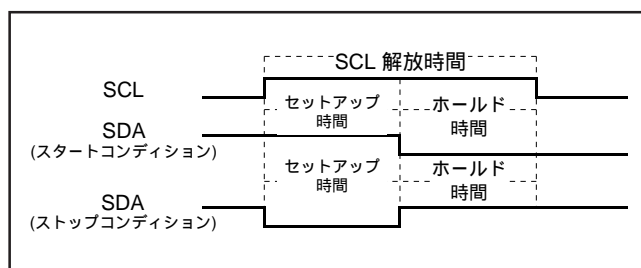 SCL 解放時間
SCL
セットアップ
時間
ホールド
時間
SDA
(スタートコンディション)
セットアップ
時間
ホールド
時間
SDA
(ストップコンディション)